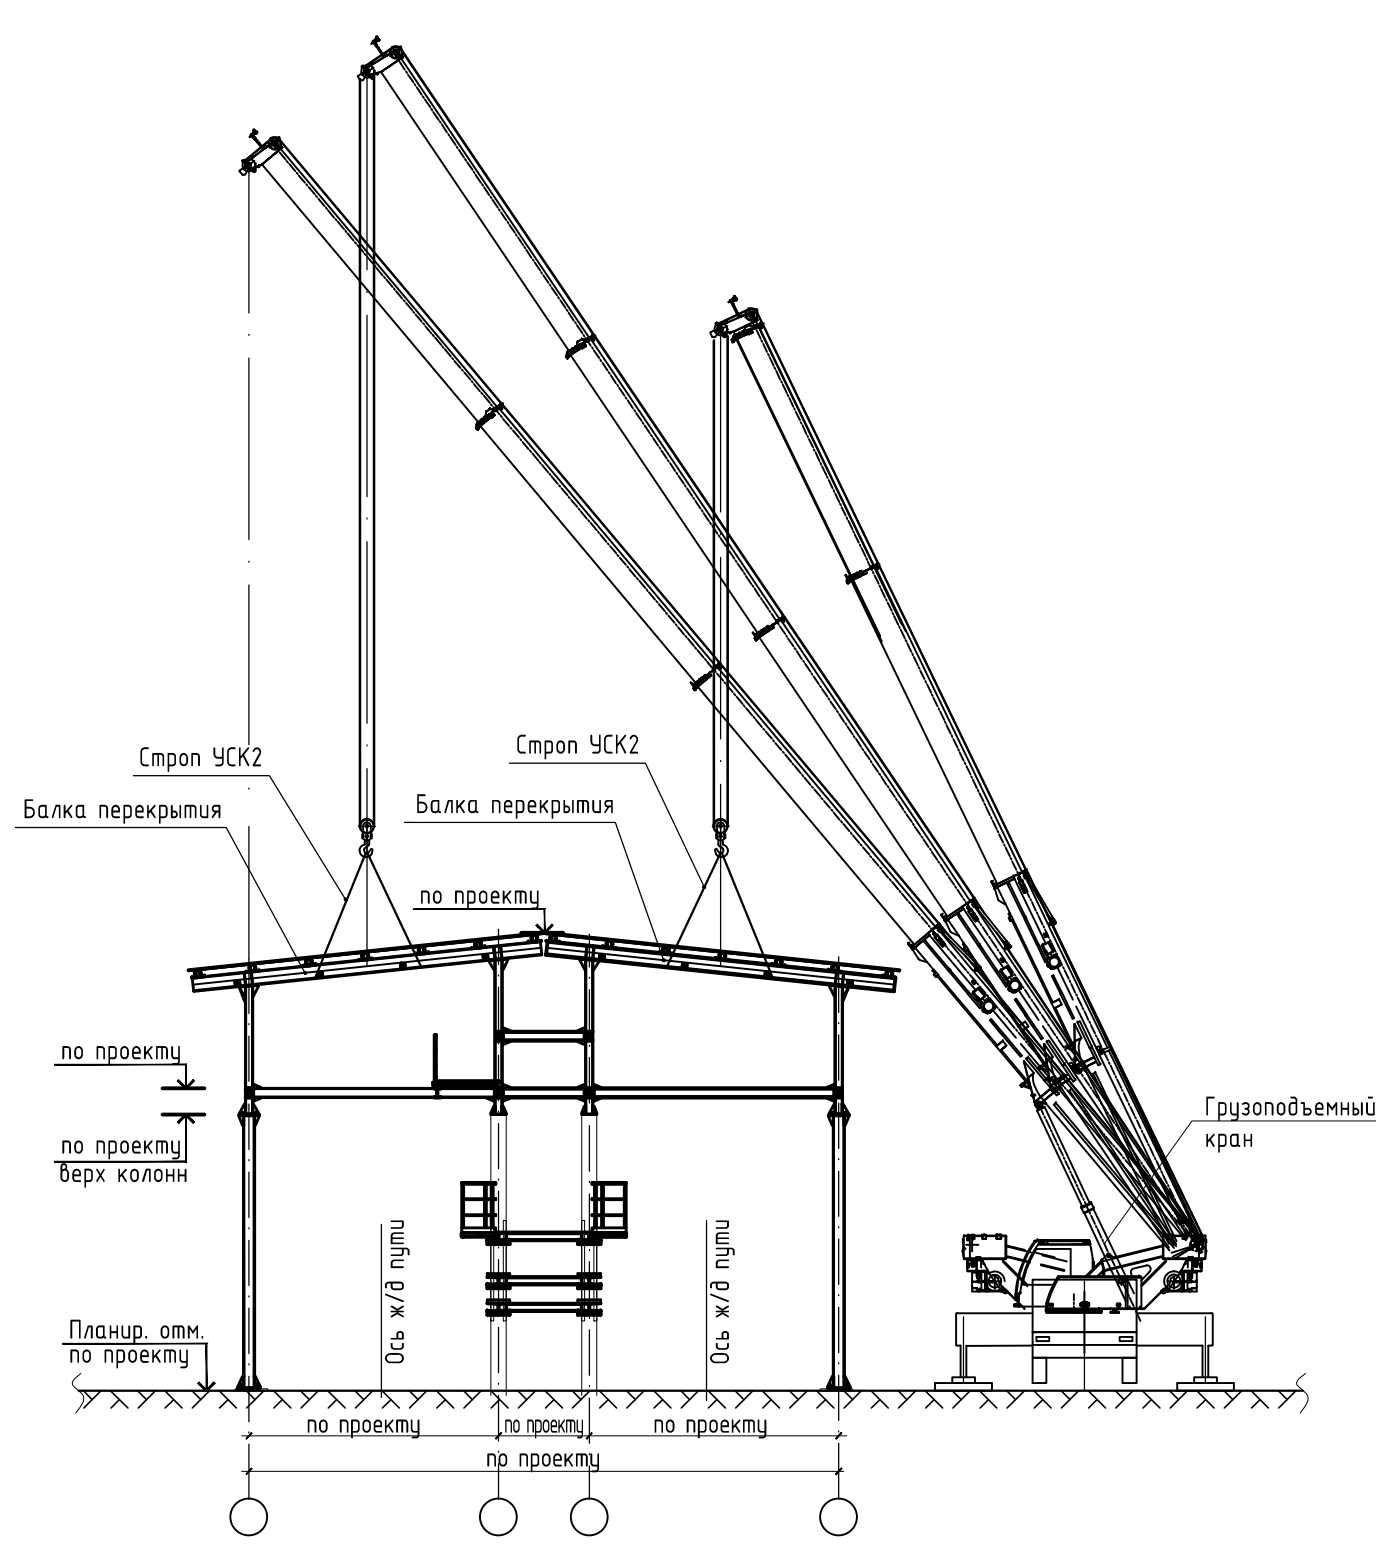 Строп УСК2
Строп УСК2
Балка перекрытия
Балка перекрытия
по проекту
по проекту
по проекту
верх колонн
Грузоподъемный
кран
Ось ж/д пути
Ось ж/д пути
Планир. отм.
по проекту
по проекту
по проекту
по проекту
по проекту